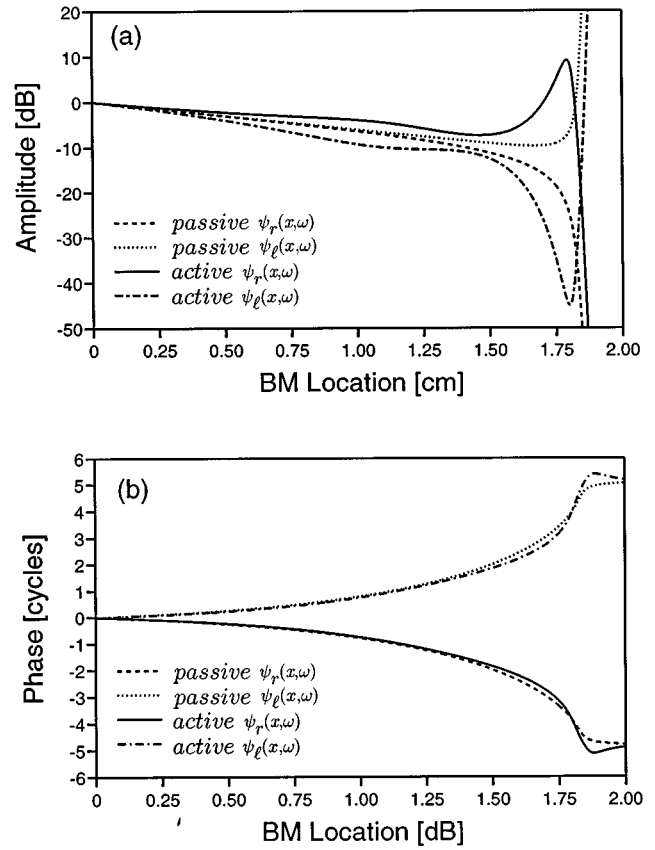 (a)
Amplitude [dB]
20
10
0
-10
-20
-30
-40
-50
passive ψr(x,ω)
passive ψℓ(x,ω)
active ψr(x,ω)
active ψℓ(x,ω)
0 0.25 0.50 0.75 1.00 1.25 1.50 1.75 2.00
BM Location [cm]
(b)
Phase [cycles]
6
5
4
3
2
1
0
-1
-2
-3
-4
-5
-6
passive ψr(x,ω)
passive ψℓ(x,ω)
active ψr(x,ω)
active ψℓ(x,ω)
0 0.25 0.50 0.75 1.00 1.25 1.50 1.75 2.00
BM Location [dB]